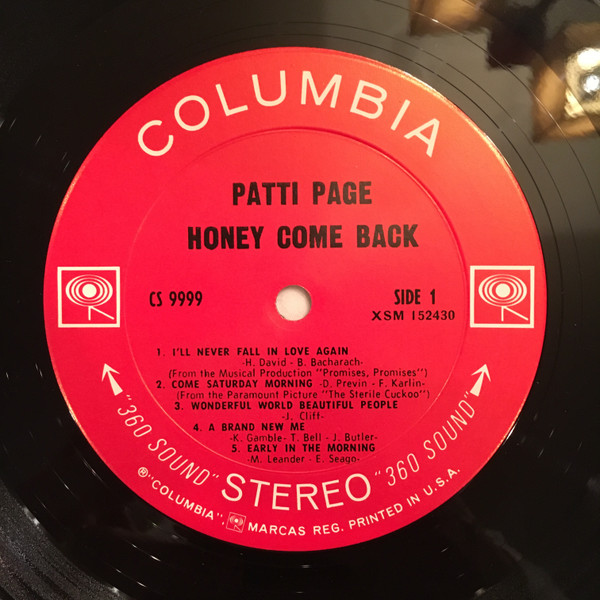 COLUMBIA
PATTI PAGE
HONEY COME BACK
CS 9999
SIDE 1
XSM 152430
1. I'LL NEVER FALL IN LOVE AGAIN
-H. David - B. Bacharach-
(From the Musical Production "Promises, Promises")
2. COME SATURDAY MORNING -D. Previn - F. Karlin-
(From the Paramount Picture "The Sterile Cuckoo")
3. WONDERFUL WORLD BEAUTIFUL PEOPLE
-J. Cliff-
4. A BRAND NEW ME
-K. Gamble- T. Bell - J. Butler-
5. EARLY IN THE MORNING
-M. Leander - E. Seago-
"360 SOUND" STEREO "360 SOUND"
®"COLUMBIA", MARCAS REG. PRINTED IN U.S.A.